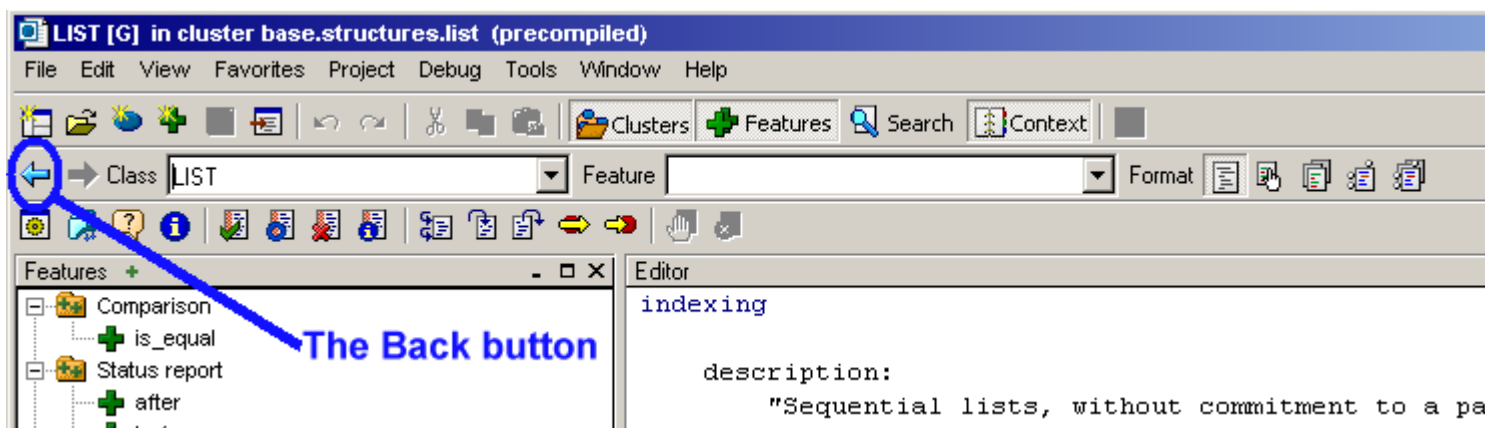 LIST [G] in cluster base.structures.list (precompiled)
File Edit View Favorites Project Debug Tools Window Help
Clusters Features Search Context
Class LIST Feature Format
Features
Editor
indexing
Comparison
is_equal
The Back button
Status report
description:
after
"Sequential lists, without commitment to a pa